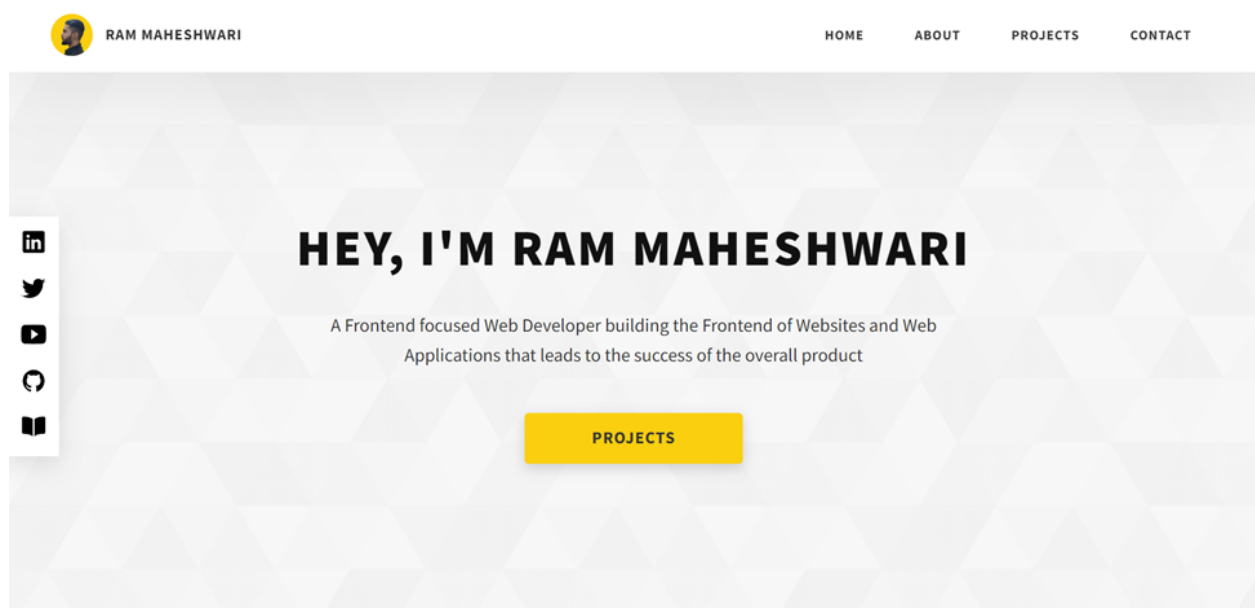 RAM MAHESHWARI
HOME
ABOUT
PROJECTS
CONTACT
in
HEY, I'M RAM MAHESHWARI
A Frontend focused Web Developer building the Frontend of Websites and Web
Applications that leads to the success of the overall product
PROJECTS